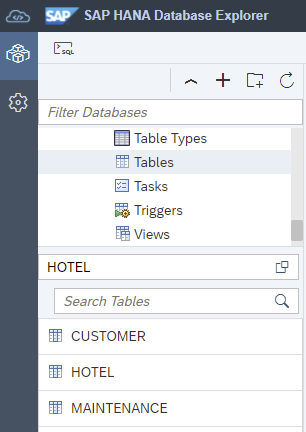 SAP SAP HANA Database Explorer
SQL
Filter Databases
Table Types
Tables
Tasks
Triggers
Views
HOTEL
Search Tables
CUSTOMER
HOTEL
MAINTENANCE